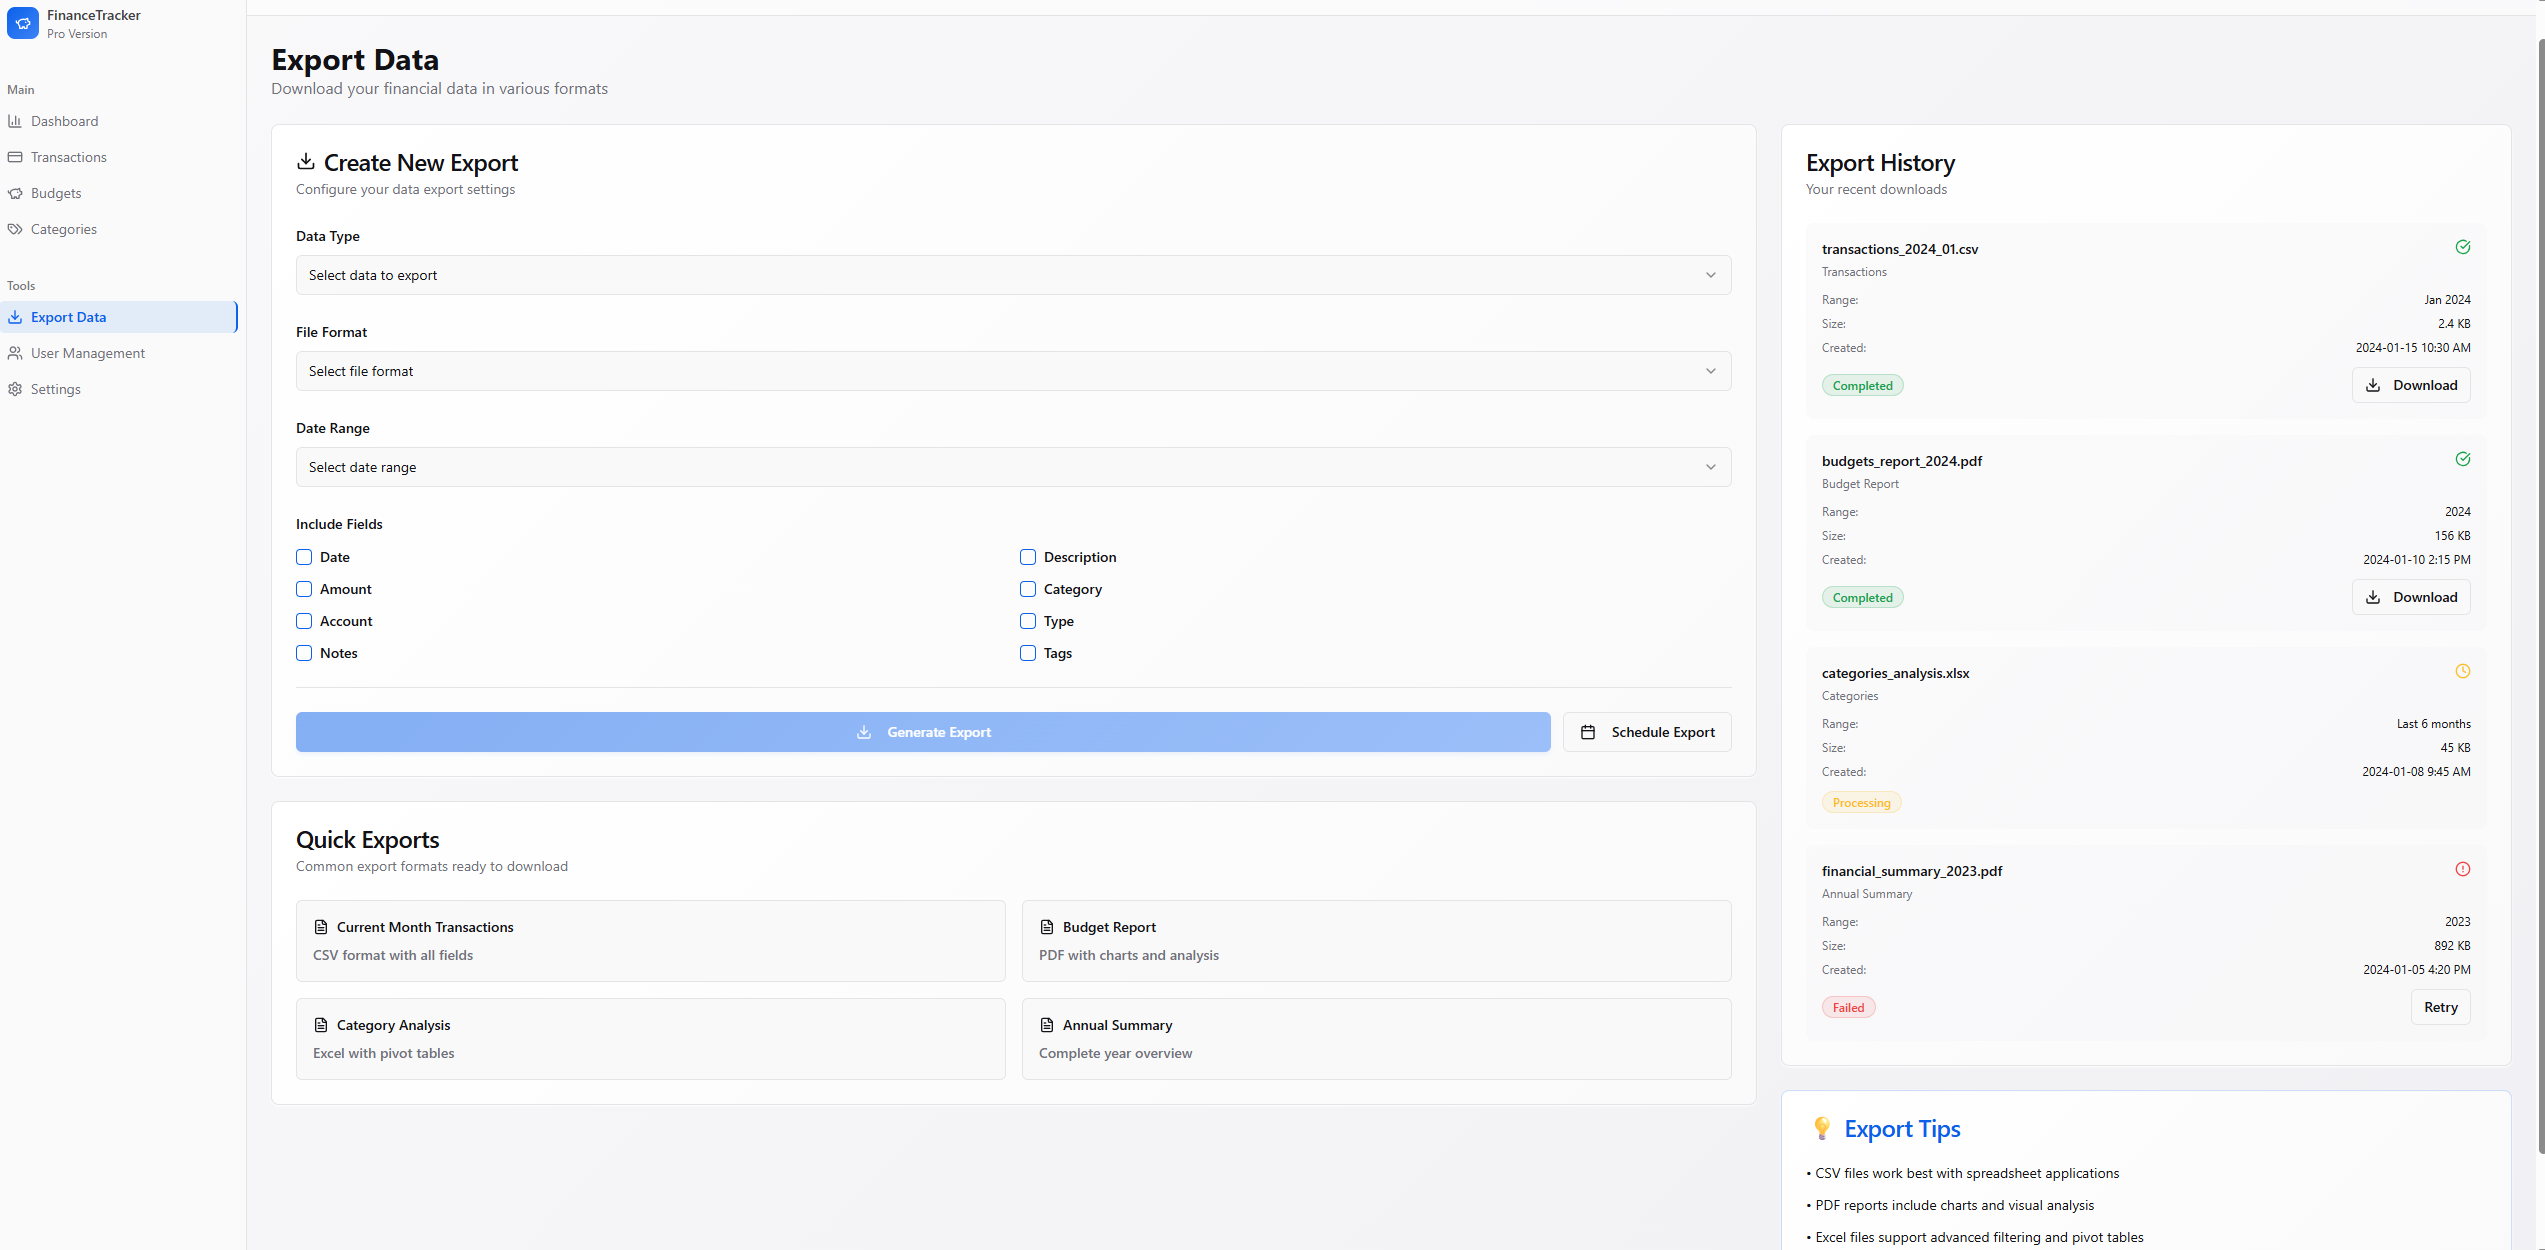 FinanceTracker
Pro Version
Main
Dashboard
Transactions
Budgets
Categories
Tools
Export Data
User Management
Settings
Export Data
Download your financial data in various formats
Create New Export
Configure your data export settings
Data Type
Select data to export
File Format
Select file format
Date Range
Select date range
Include Fields
Date
Description
Amount
Category
Account
Type
Notes
Tags
Generate Export
Schedule Export
Quick Exports
Common export formats ready to download
Current Month Transactions
CSV format with all fields
Budget Report
PDF with charts and analysis
Category Analysis
Excel with pivot tables
Annual Summary
Complete year overview
Export History
Your recent downloads
transactions_2024_01.csv
Transactions
Range: Jan 2024
Size: 2.4 KB
Created: 2024-01-15 10:30 AM
Completed Download
budgets_report_2024.pdf
Budget Report
Range: 2024
Size: 156 KB
Created: 2024-01-10 2:15 PM
Completed Download
categories_analysis.xlsx
Categories
Range: Last 6 months
Size: 45 KB
Created: 2024-01-08 9:45 AM
Processing
financial_summary_2023.pdf
Annual Summary
Range: 2023
Size: 892 KB
Created: 2024-01-05 4:20 PM
Failed Retry
Export Tips
• CSV files work best with spreadsheet applications
• PDF reports include charts and visual analysis
• Excel files support advanced filtering and pivot tables